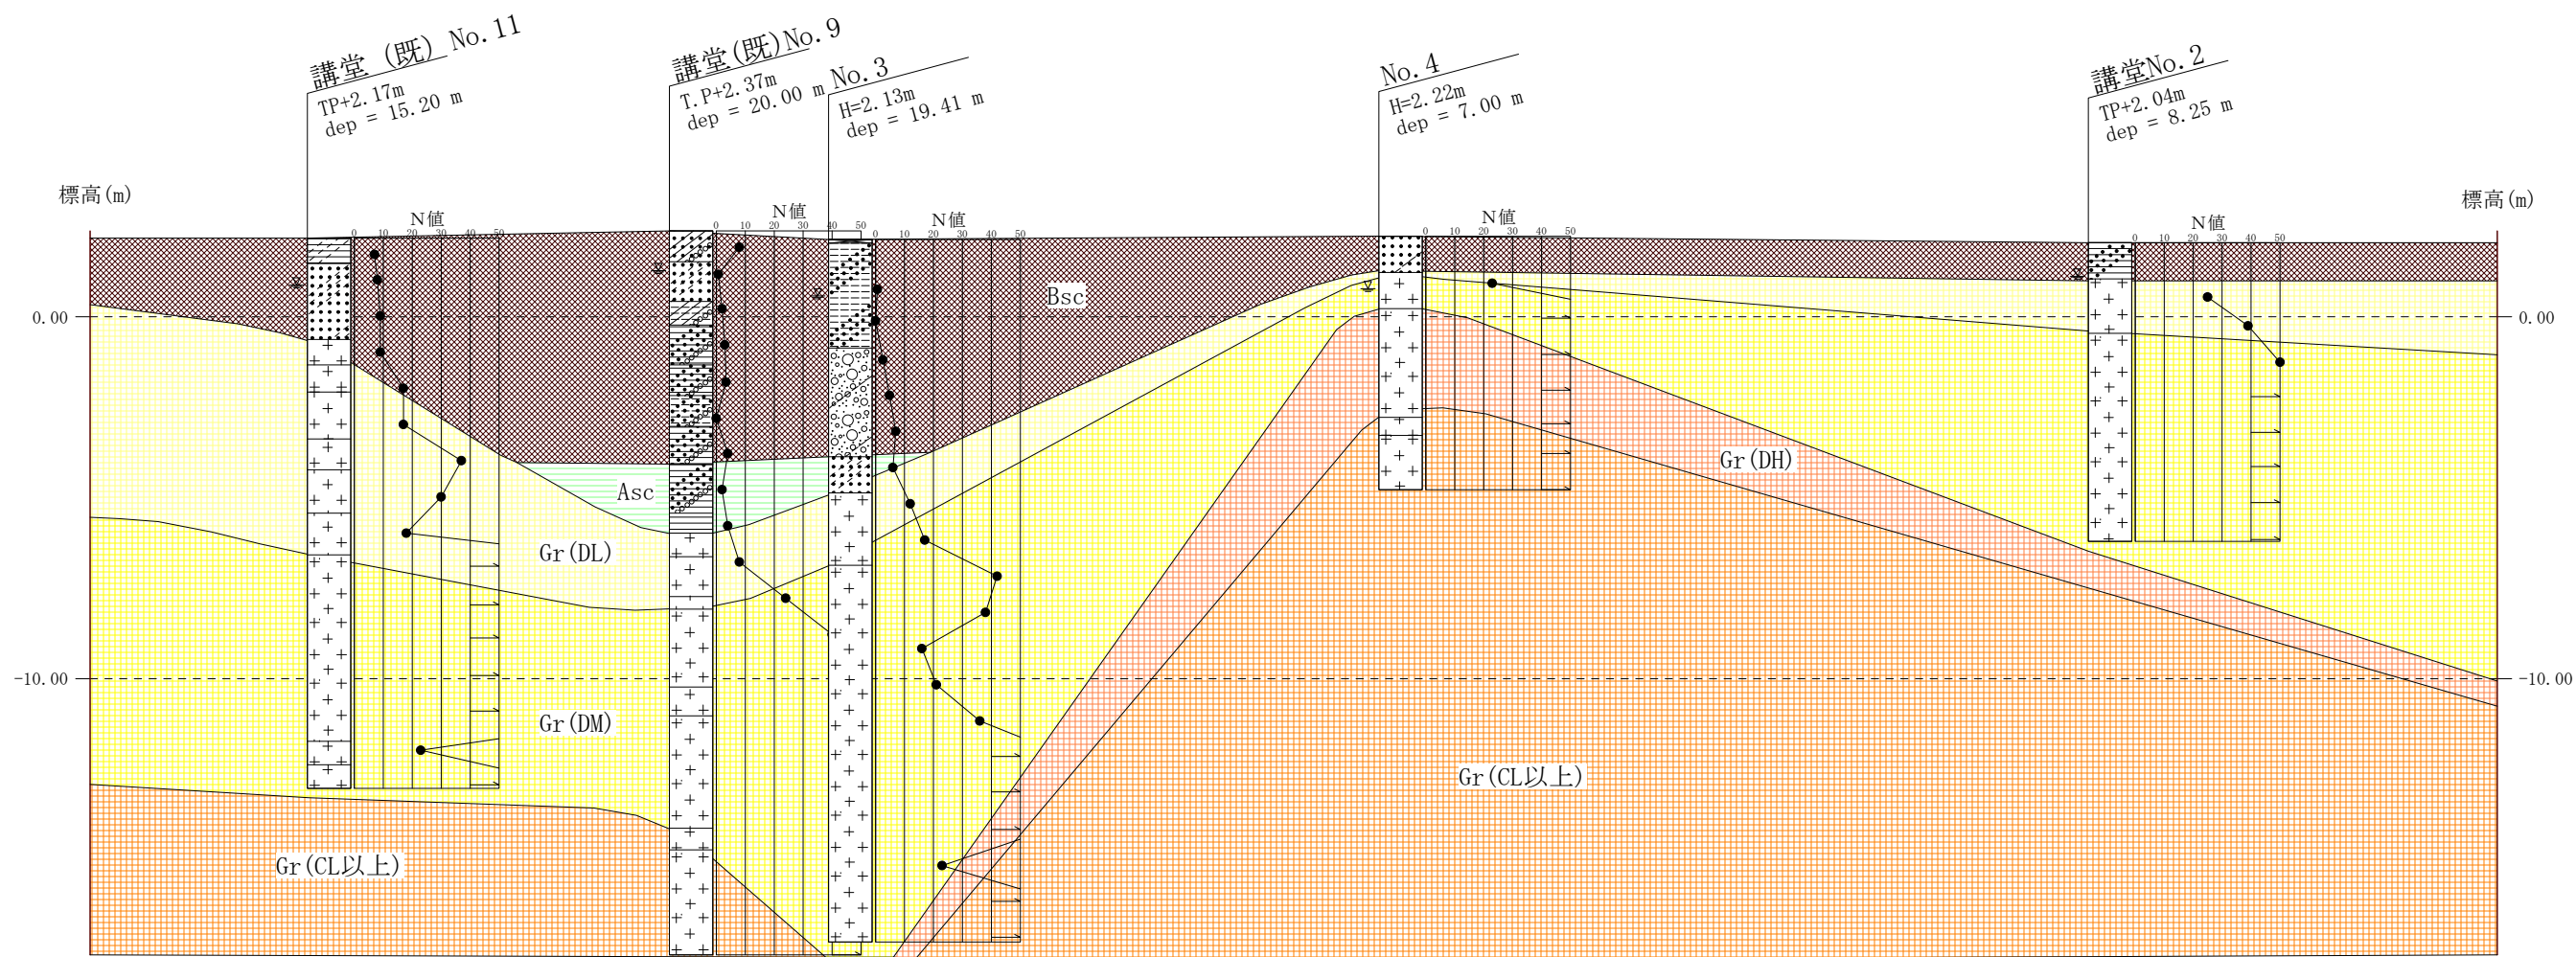 講堂 (既) No.11
TP+2.17m
dep = 15.20 m
講堂(既)No.9
T.P+2.37m
dep = 20.00 m
No.3
H=2.13m
dep = 19.41 m
No.4
H=2.22m
dep = 7.00 m
講堂No.2
TP+2.04m
dep = 8.25 m
標高(m)
標高(m)
N値
0 10 20 30 40 50
N値
0 10 20 30 40 50
N値
0 10 20 30 40 50
N値
0 10 20 30 40 50
N値
0 10 20 30 40 50
Bsc
0.00
0.00
Gr(DH)
Asc
Gr(DL)
-10.00
-10.00
Gr(DM)
Gr(CL以上)
Gr(CL以上)